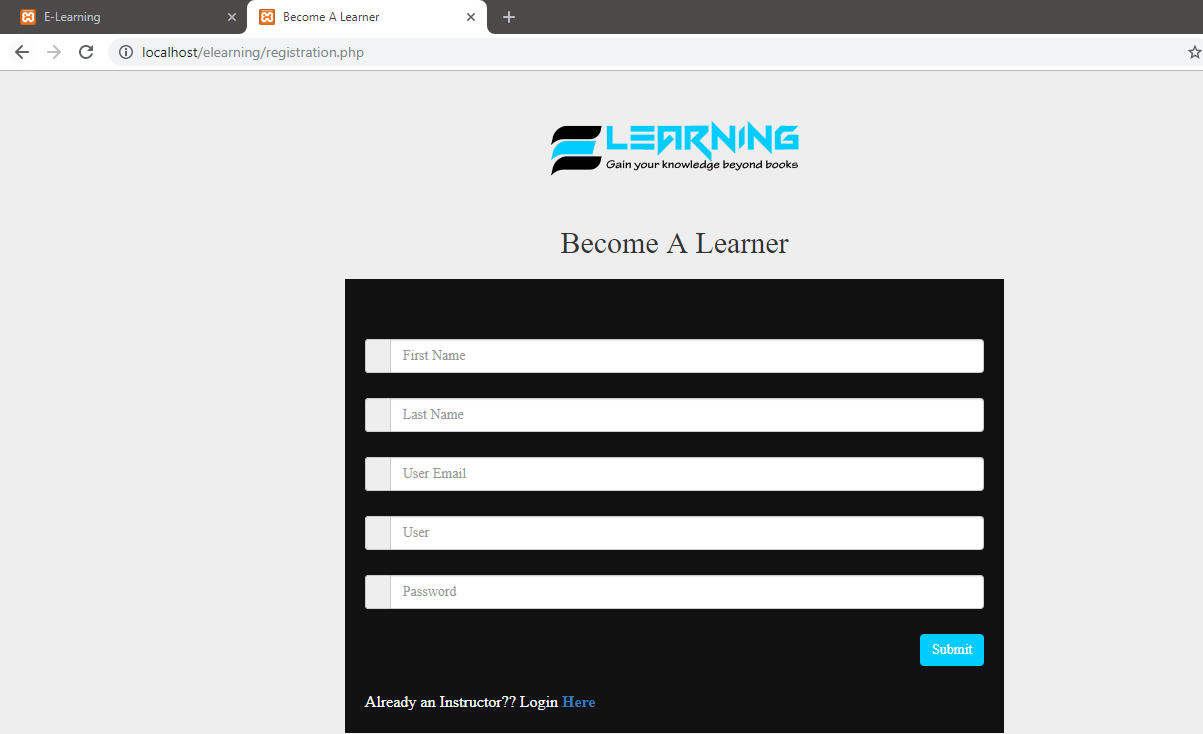 E-Learning
Become A Learner
localhost/elearning/registration.php
ELEARNING
Gain your knowledge beyond books
Become A Learner
First Name
Last Name
User Email
User
Password
Submit
Already an Instructor?? Login Here